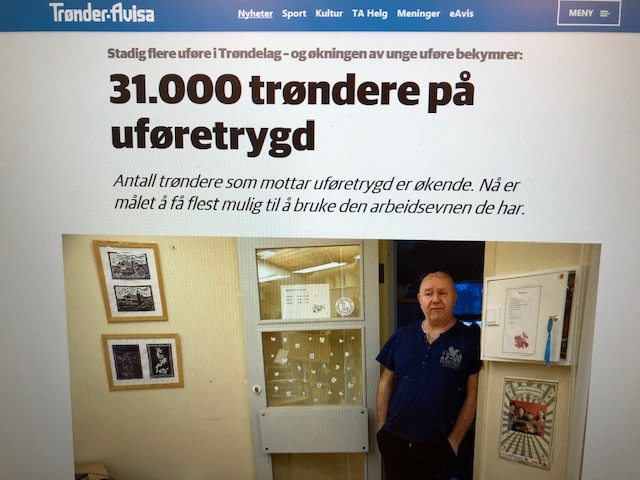 Trønder-Avisa
Nyheter Sport Kultur TA Helg Meninger eAvis
MENY
Stadig flere uføre i Trøndelag – og økningen av unge uføre bekymrer:
31.000 trøndere på
uføretrygd
Antall trøndere som mottar uføretrygd er økende. Nå er
målet å få flest mulig til å bruke den arbeidsevnen de har.